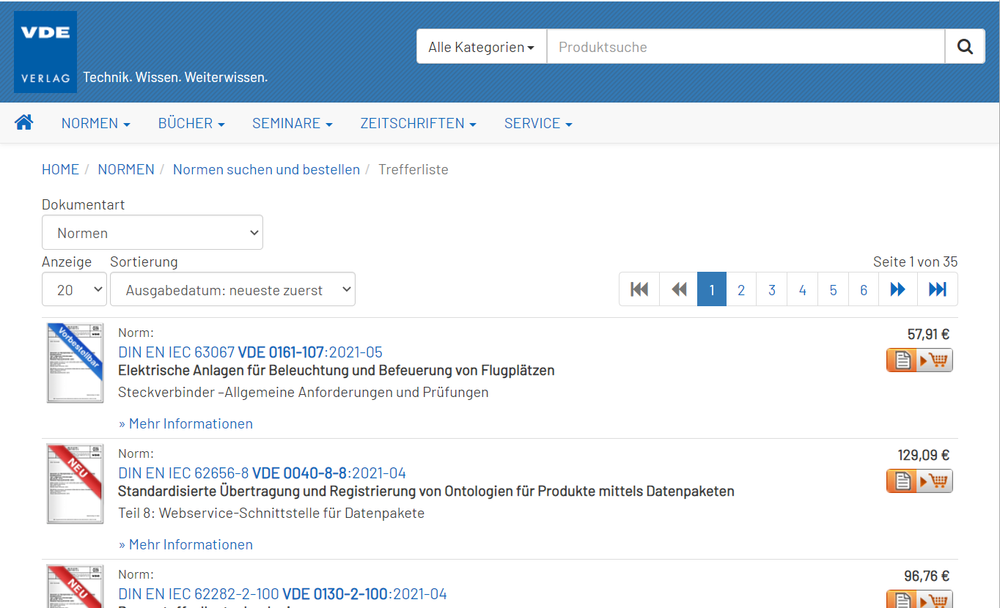 VDE
VERLAG
Technik. Wissen. Weiterwissen.
Alle Kategorien
Produktsuche
NORMEN
BÜCHER
SEMINARE
ZEITSCHRIFTEN
SERVICE
HOME / NORMEN / Normen suchen und bestellen / Trefferliste
Dokumentart
Normen
Anzeige Sortierung
Seite 1 von 35
20 Ausgabedatum: neueste zuerst
1 2 3 4 5 6
Vorbestellbar
Norm:
57,91 €
DIN EN IEC 63067 VDE 0161-107:2021-05
Elektrische Anlagen für Beleuchtung und Befeuerung von Flugplätzen
Steckverbinder –Allgemeine Anforderungen und Prüfungen
» Mehr Informationen
NEU
Norm:
129,09 €
DIN EN IEC 62656-8 VDE 0040-8-8:2021-04
Standardisierte Übertragung und Registrierung von Ontologien für Produkte mittels Datenpaketen
Teil 8: Webservice-Schnittstelle für Datenpakete
» Mehr Informationen
NEU
Norm:
96,76 €
DIN EN IEC 62282-2-100 VDE 0130-2-100:2021-04